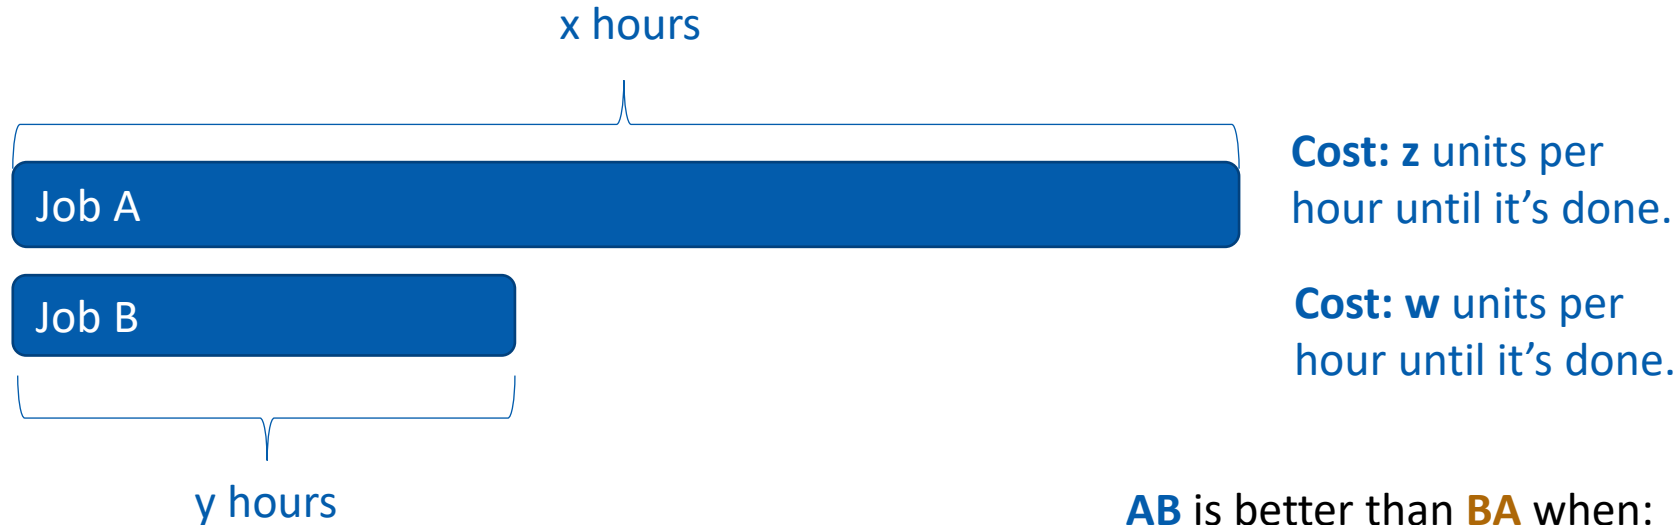 x hours
Job A
Cost: z units per
hour until it’s done.
Job B
Cost: w units per
hour until it’s done.
y hours
AB is better than BA when: